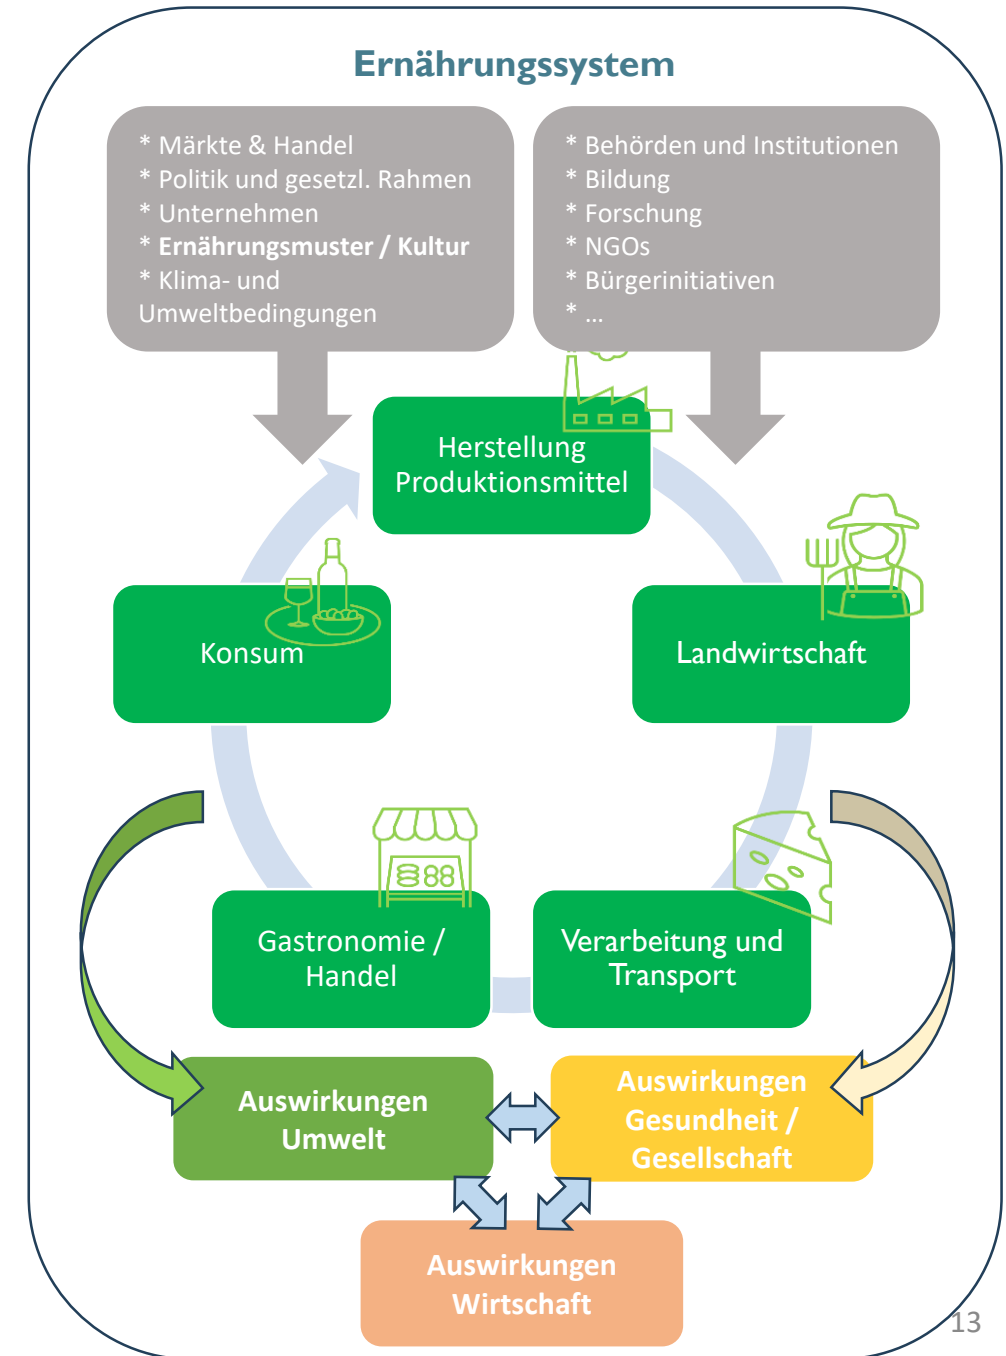 Ernährungssystem
* Märkte & Handel
* Politik und gesetzl. Rahmen
* Unternehmen
* Ernährungsmuster / Kultur
* Klima- und
Umweltbedingungen
* Behörden und Institutionen
* Bildung
* Forschung
* NGOs
* Bürgerinitiativen
* ...
Herstellung
Produktionsmittel
Konsum
Landwirtschaft
Gastronomie /
Handel
Verarbeitung und
Transport
Auswirkungen
Umwelt
Auswirkungen
Gesundheit /
Gesellschaft
Auswirkungen
Wirtschaft
13